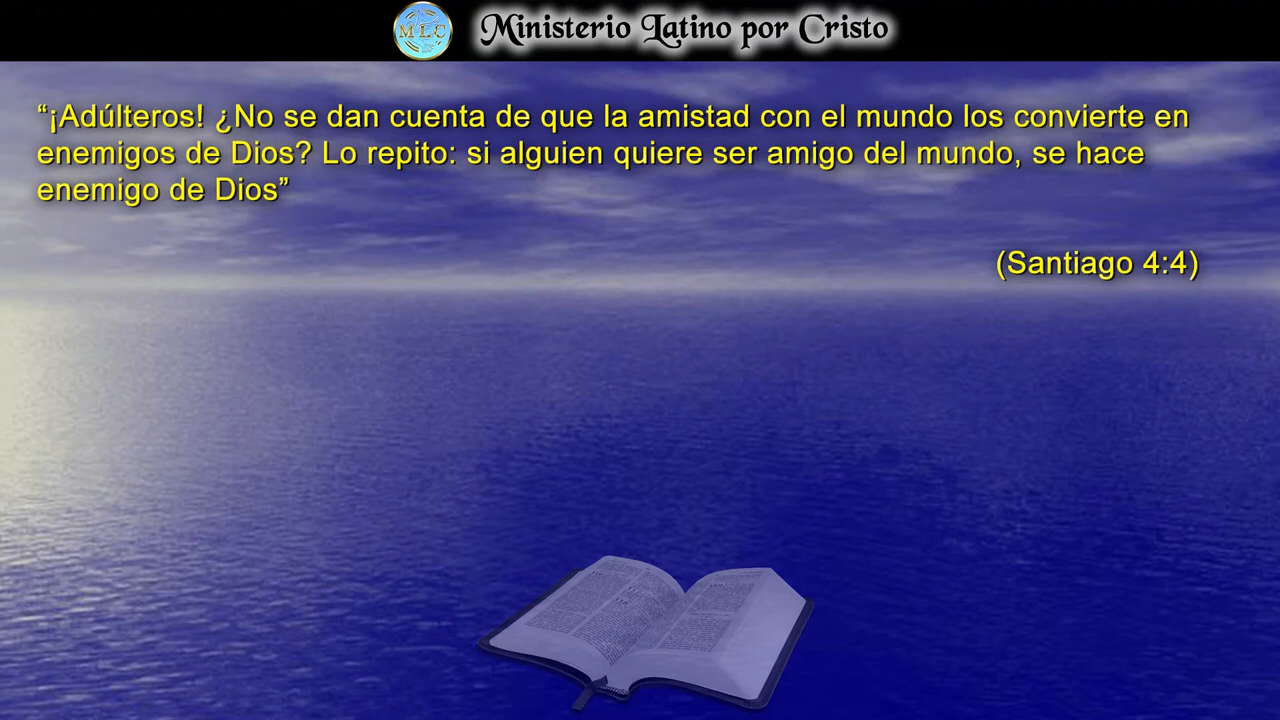 MLC
Ministerio Latino por Cristo
“¡Adúlteros! ¿No se dan cuenta de que la amistad con el mundo los convierte en
enemigos de Dios? Lo repito: si alguien quiere ser amigo del mundo, se hace
enemigo de Dios”
(Santiago 4:4)